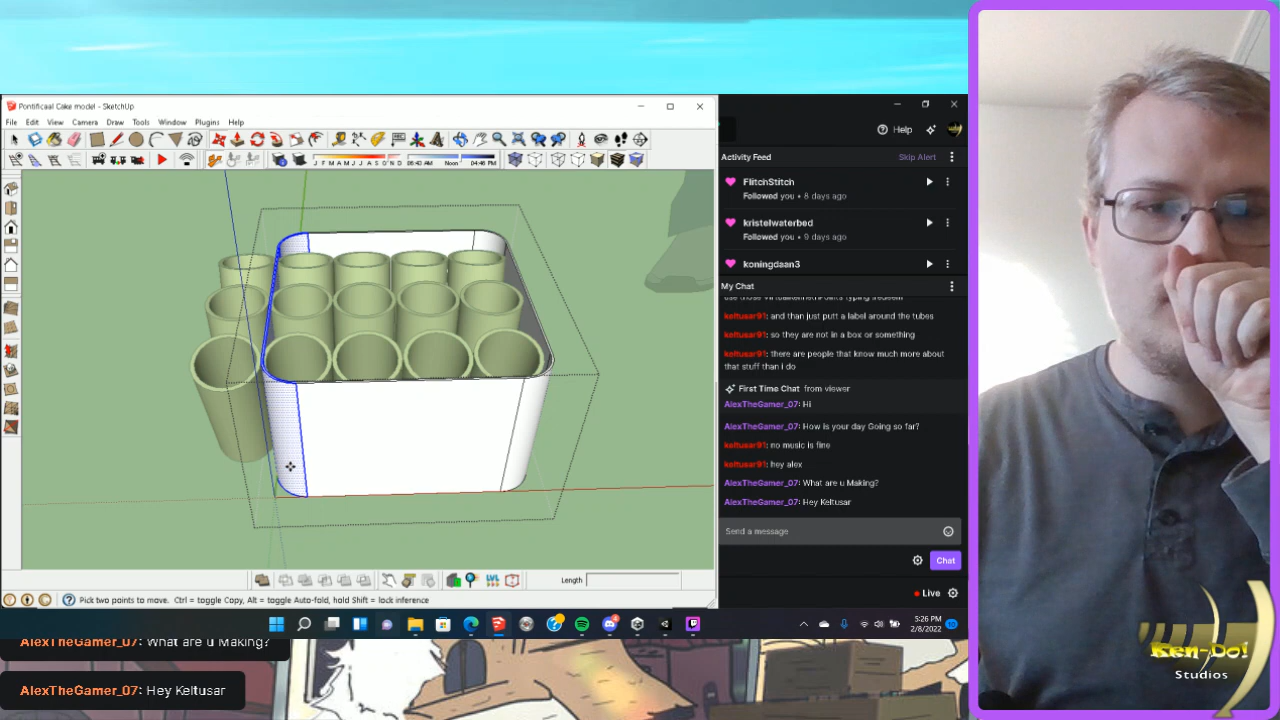 Pontificaal Cake model - SketchUp
File Edit View Camera Draw Tools Window Plugins Help
J F M A M J J A S O N D 06:43 AM Noon 04:46 PM
Help
Activity Feed
Skip Alert
FlitchStitch
Followed you • 8 days ago
kristelwaterbed
Followed you • 9 days ago
koningdaan3
My Chat
keltusar91: and than just putt a label around the tubes
keltusar91: so they are not in a box or something
keltusar91: there are people that know much more about
that stuff than i do
First Time Chat from viewer
AlexTheGamer_07: Hi
AlexTheGamer_07: How is your day Going so far?
keltusar91: no music is fine
keltusar91: hey alex
AlexTheGamer_07: What are u Making?
AlexTheGamer_07: Hey Keltusar
Send a message
Chat
Live
Length
Pick two points to move. Ctrl = toggle Copy, Alt = toggle Auto-fold, hold Shift = lock inference
5:26 PM
2/8/2022
AlexTheGamer_07: What are u Making?
AlexTheGamer_07: Hey Keltusar
Ken-Do!
Studios